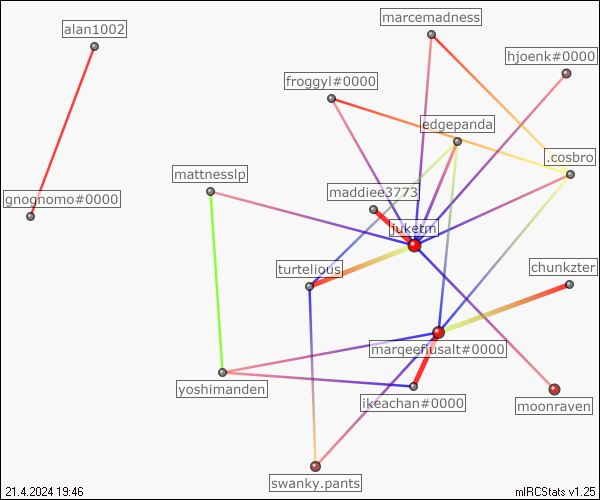 marcemadness
alan1002
hjoenk#0000
froggyl#0000
edgepanda
.cosbro
mattnesslp
maddiee3773
gnognomo#0000
juketm
turtelious
chunkzter
marqeefiusalt#0000
yoshimanden
ikeachan#0000
moonraven
swanky.pants
21.4.2024 19:46
mIRCStats v1.25